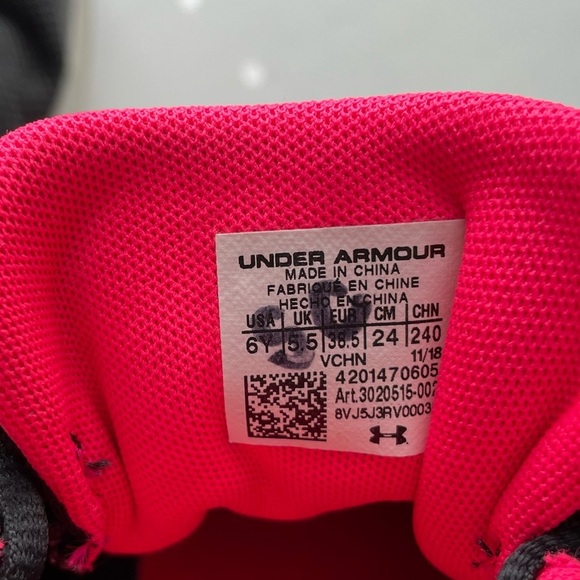 UNDER ARMOUR
MADE IN CHINA
FABRIQUÉ EN CHINE
HECHO EN CHINA
USA UK EUR CM CHN
6Y 5.5 38.5 24 240
VCHN 11/18
4201470605
Art.3020515-002
8VJ5J3RV0003